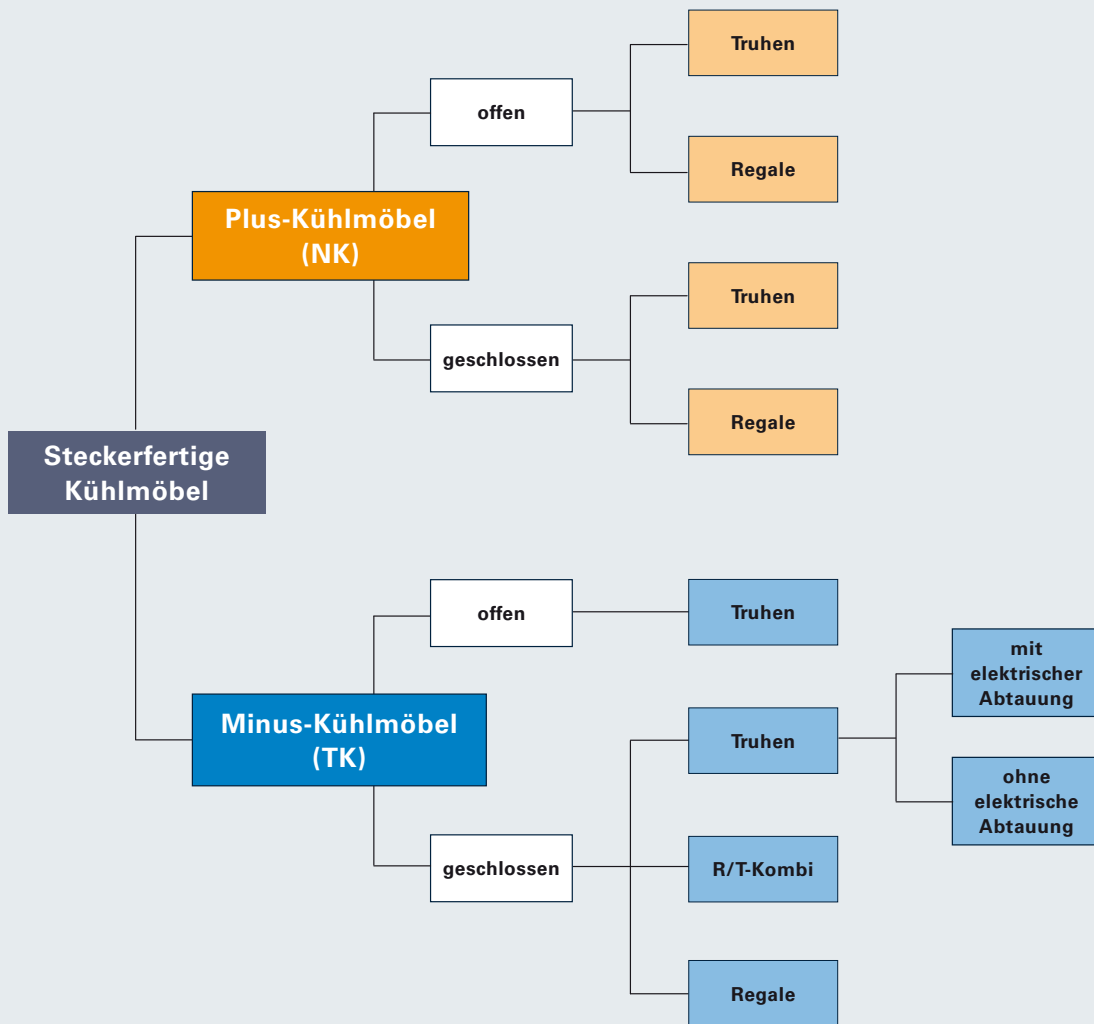 Truhen
offen
Regale
Plus-Kühlmöbel
(NK)
Truhen
geschlossen
Regale
Steckerfertige
Kühlmöbel
offen
Truhen
mit
elektrischer
Abtauung
Minus-Kühlmöbel
(TK)
Truhen
ohne
elektrische
Abtauung
geschlossen
R/T-Kombi
Regale